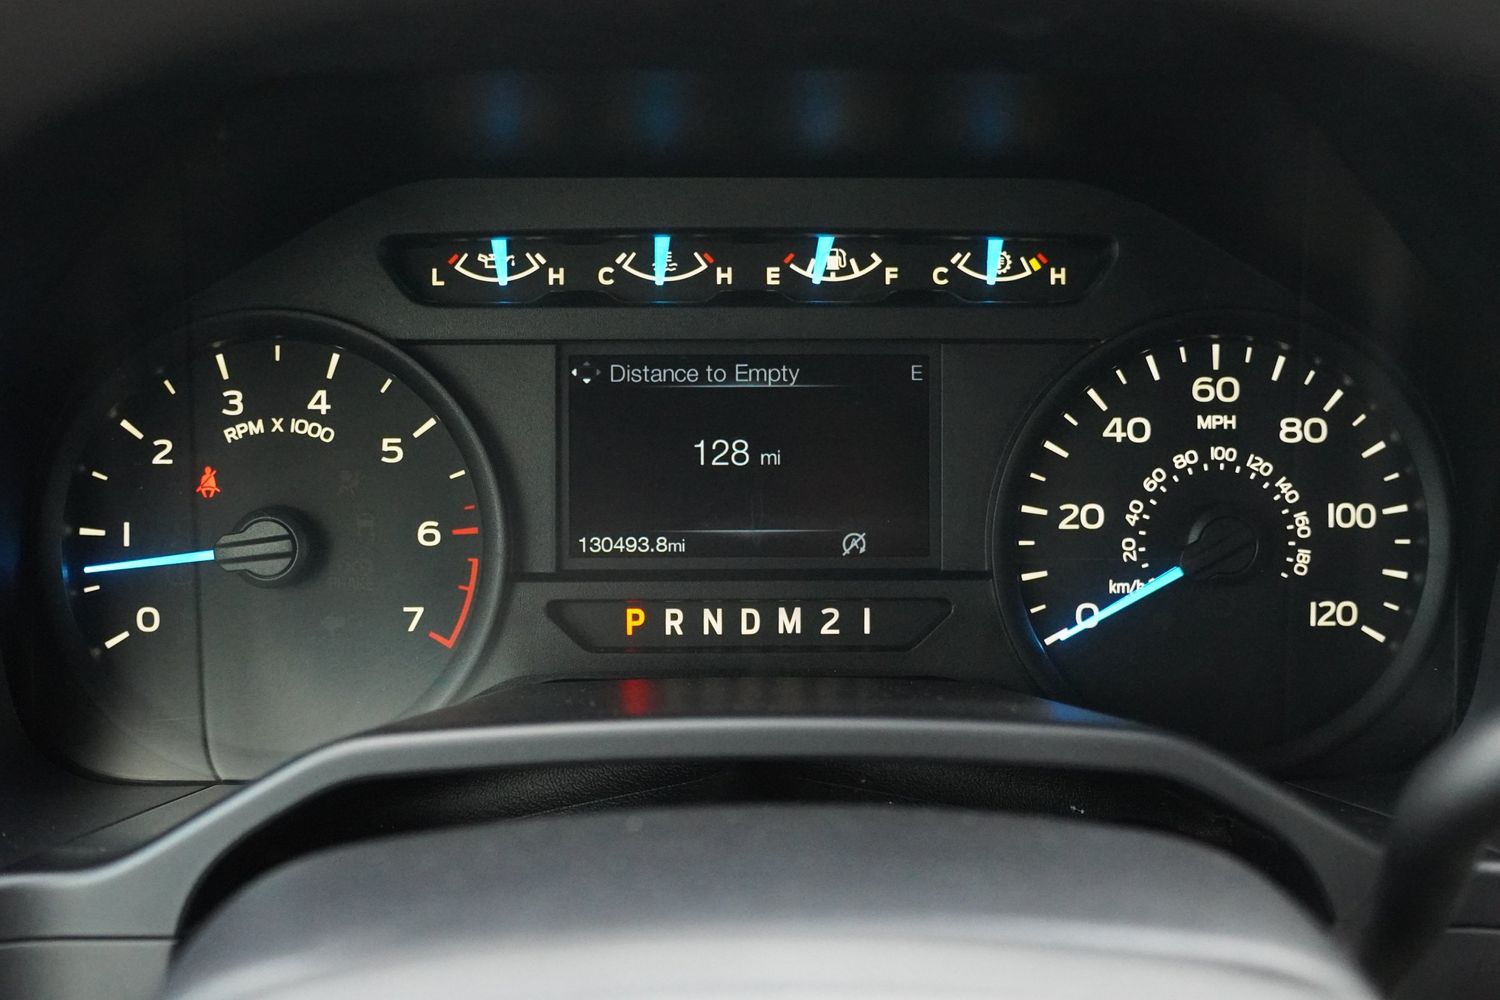 L H C H E F C H
3 4
RPM X 1000
2 5
1 6
0 7
Distance to Empty E
128 mi
130493.8mi
P R N D M 2 1
60
MPH
40 80
20 100
0 120
20 40 60 80 100 120 140 160 180
km/h